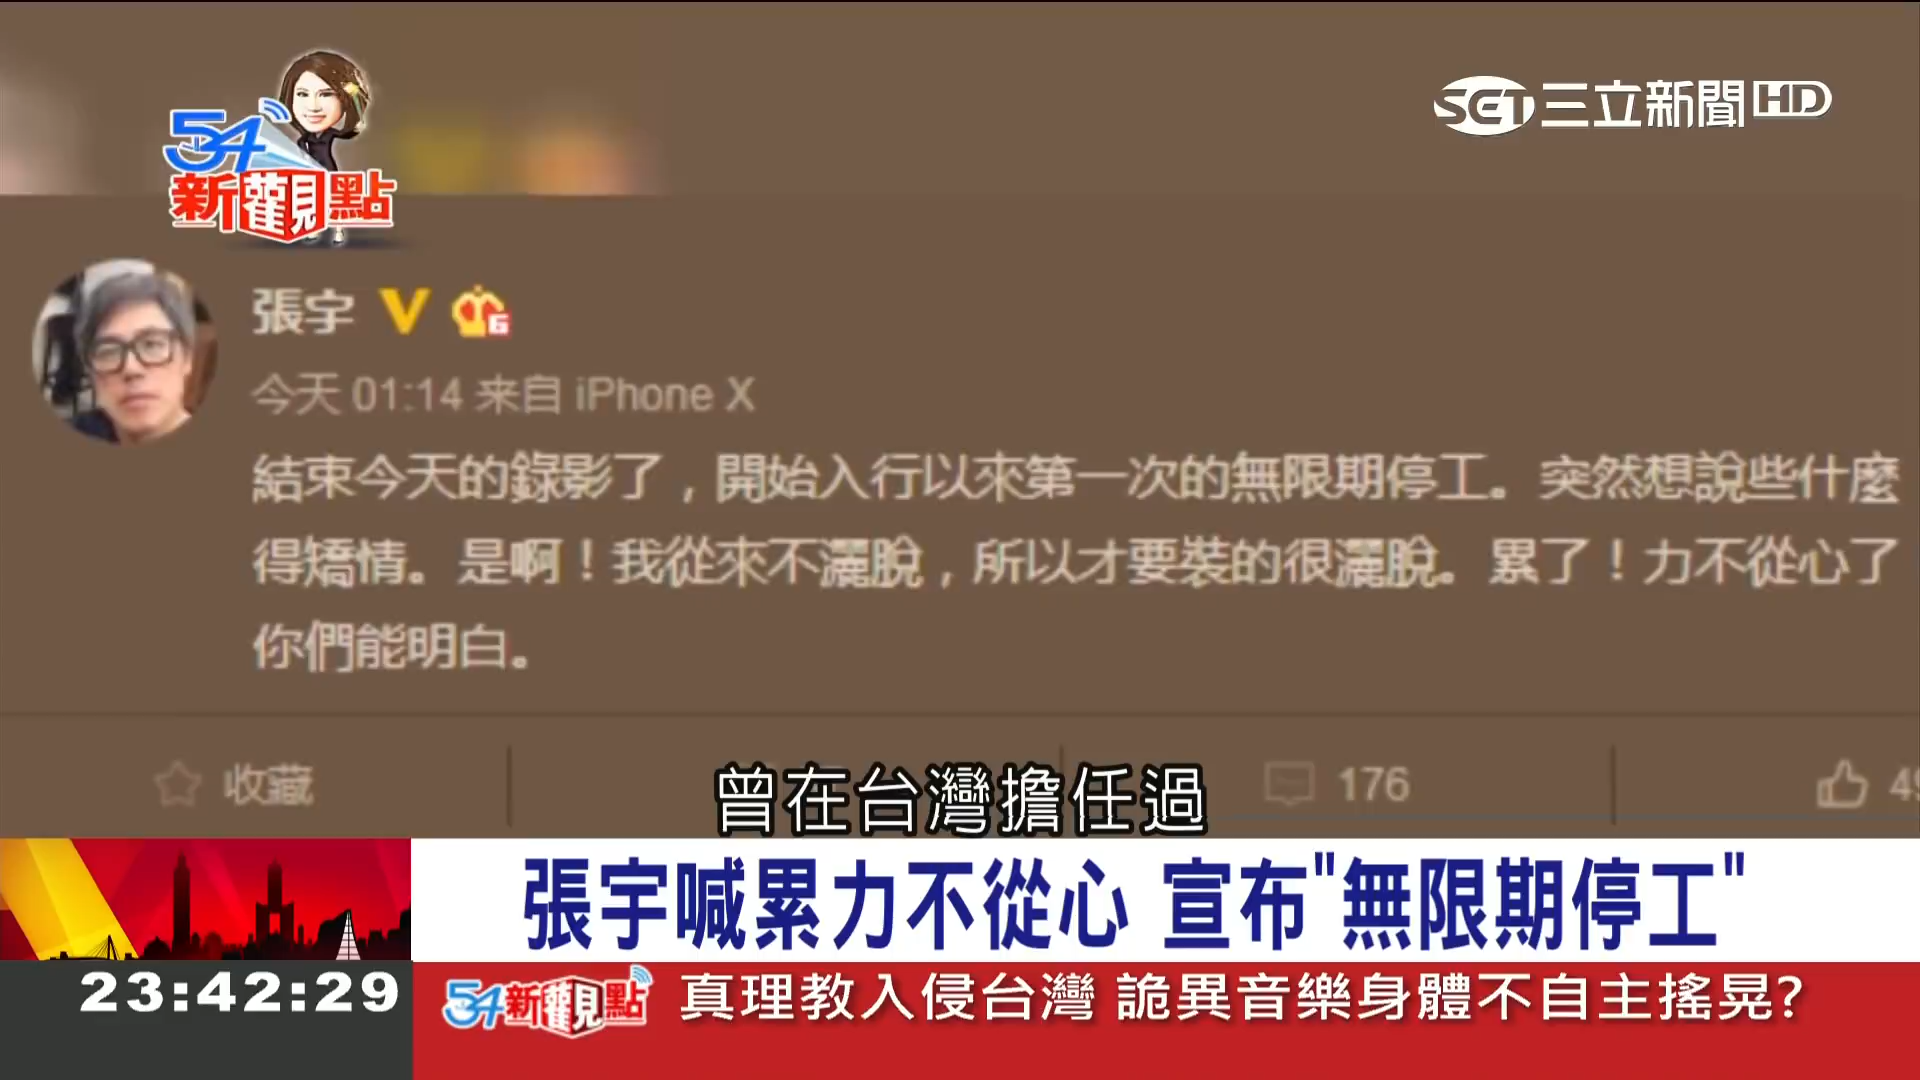 54新觀點
SET三立新聞HD
張宇
今天 01:14 来自 iPhone X
結束今天的錄影了，開始入行以來第一次的無限期停工。突然想說些什麼
得矯情。是啊！我從來不灑脫，所以才要裝的很灑脫。累了！力不從心了
你們能明白。
收藏
176
曾在台灣擔任過
張宇喊累力不從心 宣布"無限期停工"
23:42:29
54新觀點 真理教入侵台灣 詭異音樂身體不自主搖晃?